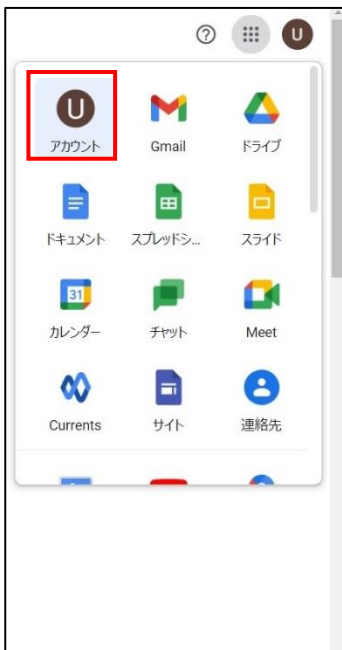 U
U
アカウント Gmail ドライブ
ドキュメント スプレッドシ... スライド
31
カレンダー チャット Meet
Currents サイト 連絡先